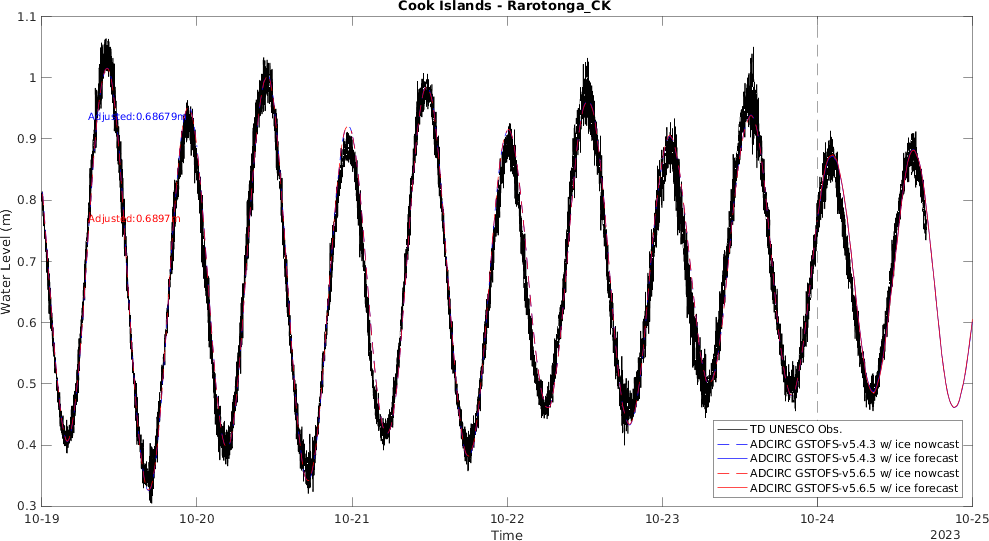 Cook Islands - Rarotonga_CK
1.1
1
0.9
0.8
0.7
0.6
0.5
0.4
0.3
Water Level (m)
Adjusted:0.68679m
Adjusted:0.6897m
TD UNESCO Obs.
ADCIRC GSTOFS-v5.4.3 w/ ice nowcast
ADCIRC GSTOFS-v5.4.3 w/ ice forecast
ADCIRC GSTOFS-v5.6.5 w/ ice nowcast
ADCIRC GSTOFS-v5.6.5 w/ ice forecast
10-19 10-20 10-21 10-22 10-23 10-24 10-25
Time
2023